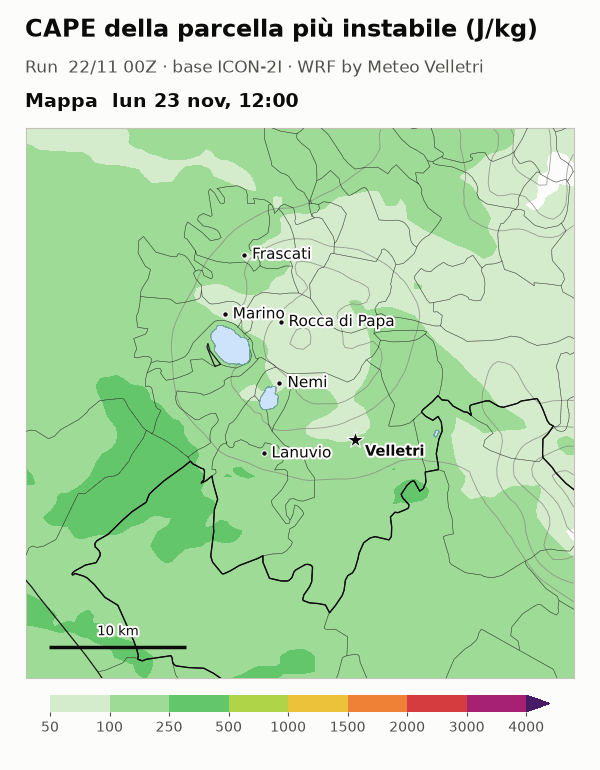 CAPE della parcella più instabile (J/kg)
Run  22/11 00Z · base ICON-2I · WRF by Meteo Velletri
Mappa  lun 23 nov, 12:00
Frascati
Marino
Rocca di Papa
Nemi
Velletri
Lanuvio
10 km
50 100 250 500 1000 1500 2000 3000 4000